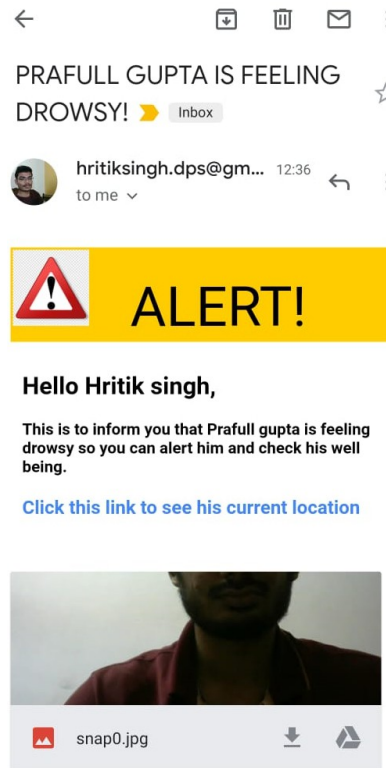 PRAFULL GUPTA IS FEELING
DROWSY! Inbox
hritiksingh.dps@gm... 12:36
to me
ALERT!
Hello Hritik singh,
This is to inform you that Prafull gupta is feeling
drowsy so you can alert him and check his well
being.
Click this link to see his current location
snap0.jpg